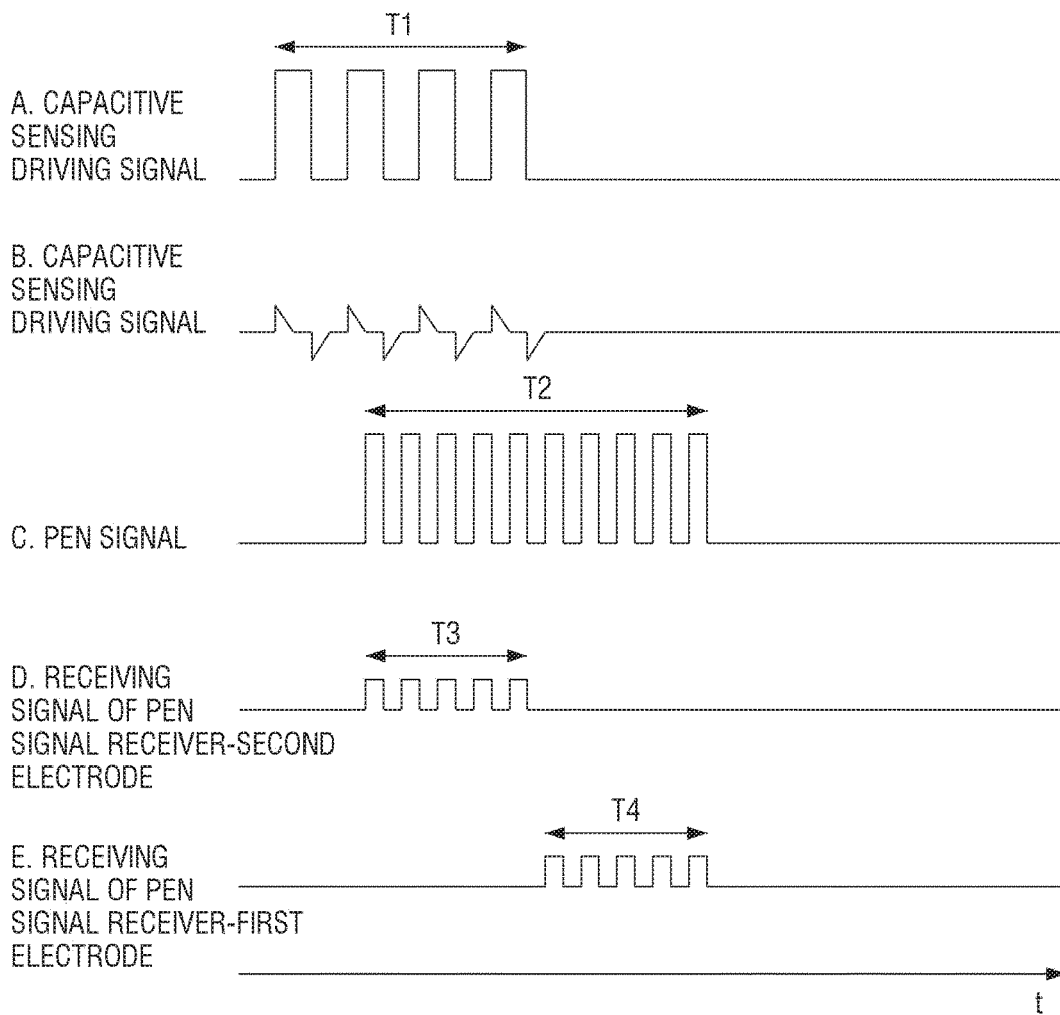 T1
A. CAPACITIVE
SENSING
DRIVING SIGNAL
B. CAPACITIVE
SENSING
DRIVING SIGNAL
T2
C. PEN SIGNAL
T3
D. RECEIVING
SIGNAL OF PEN
SIGNAL RECEIVER-SECOND
ELECTRODE
T4
E. RECEIVING
SIGNAL OF PEN
SIGNAL RECEIVER-FIRST
ELECTRODE
t